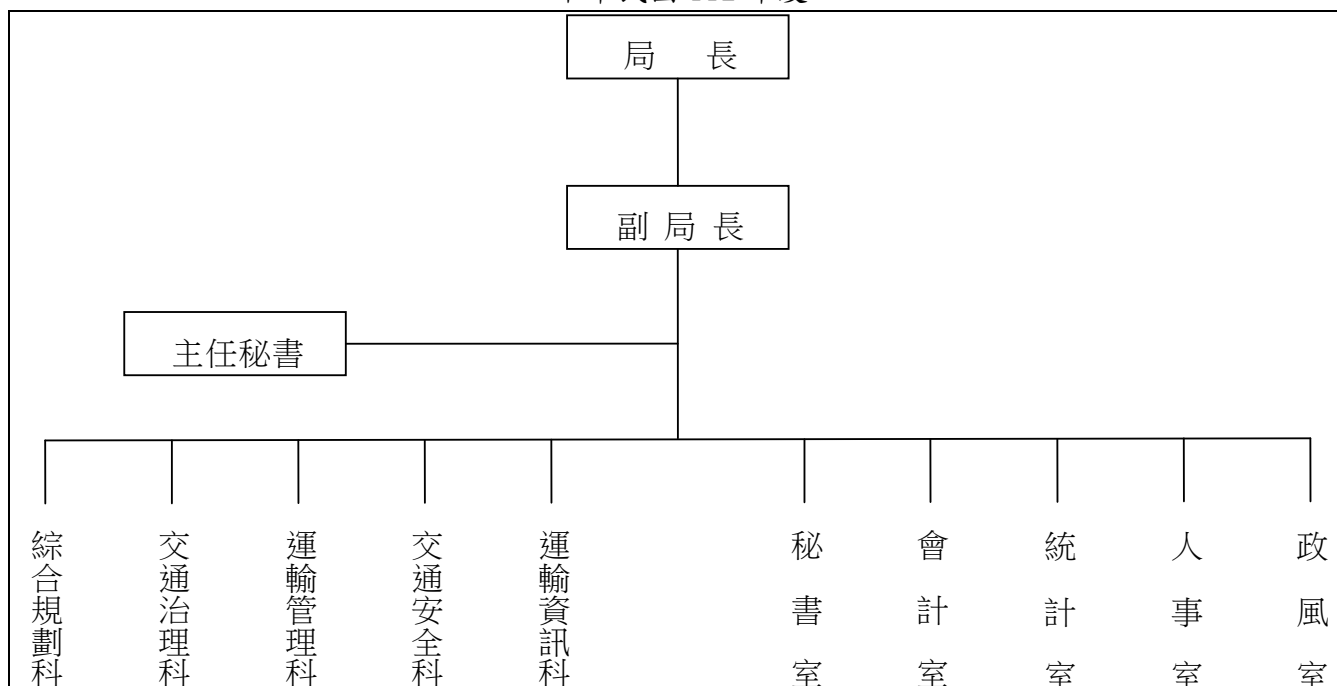 局 長
副 局 長
主任秘書
綜合規劃科
交通治理科
運輸管理科
交通安全科
運輸資訊科
秘書室
會計室
統計室
人事室
政風室